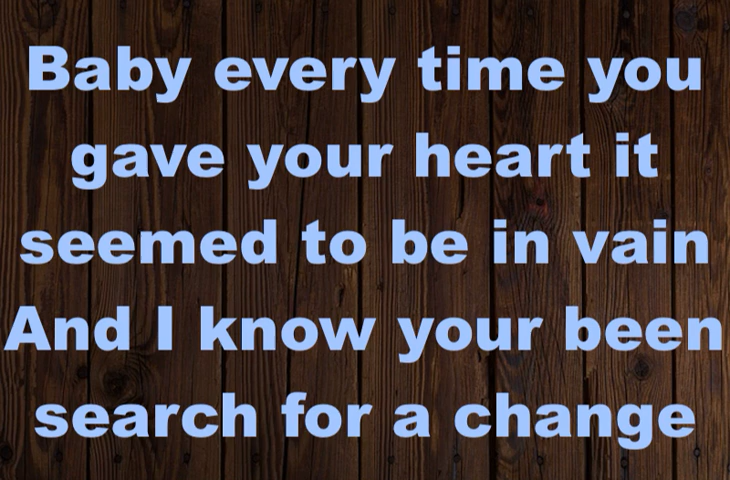 Baby every time you
gave your heart it
seemed to be in vain
And I know your been
search for a change